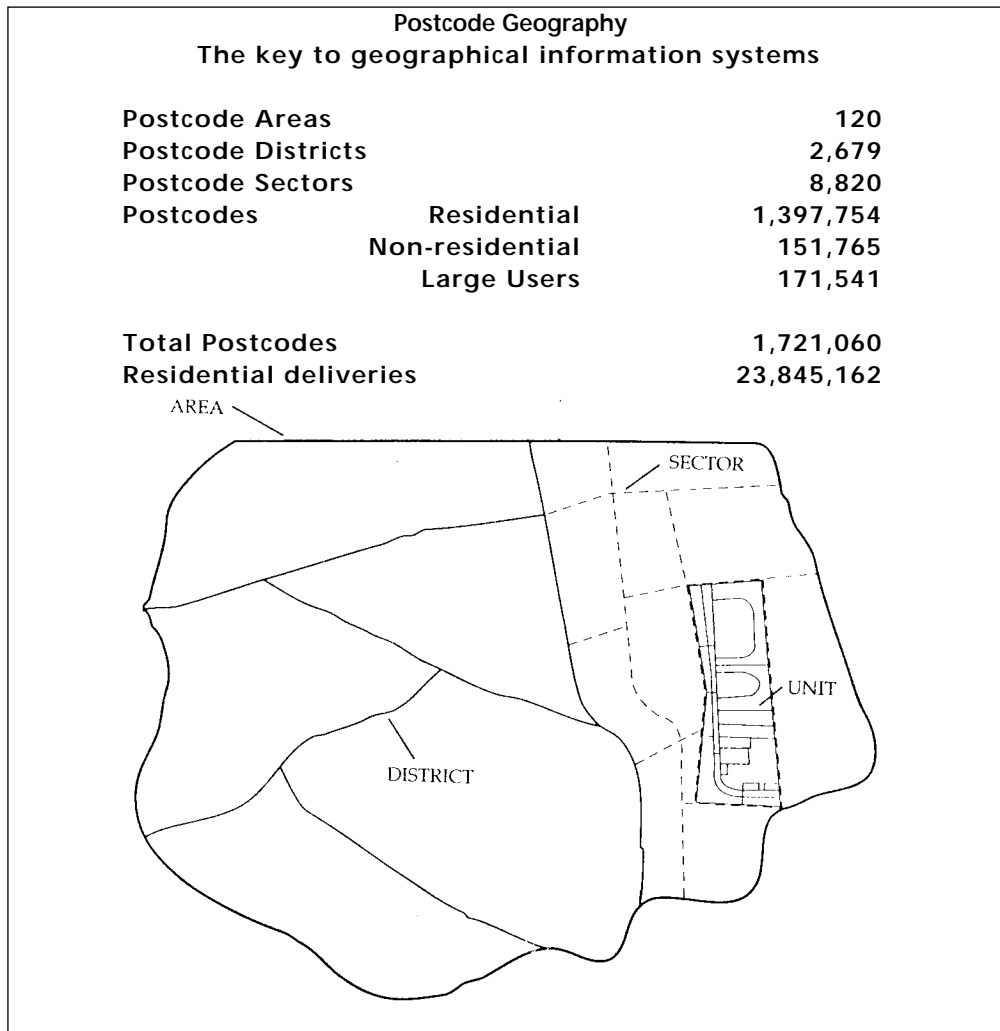 Postcode Geography
The key to geographical information systems
Postcode Areas 120
Postcode Districts 2,679
Postcode Sectors 8,820
Postcodes Residential 1,397,754
Non-residential 151,765
Large Users 171,541
Total Postcodes 1,721,060
Residential deliveries 23,845,162
AREA
SECTOR
UNIT
DISTRICT